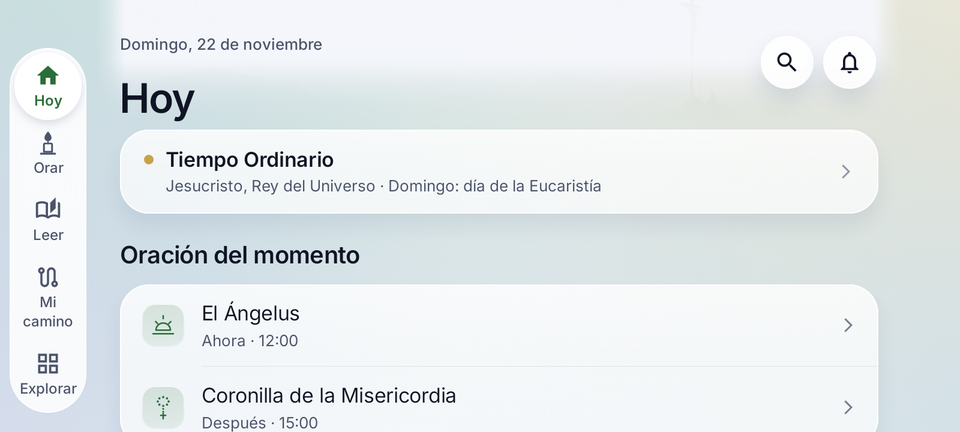 Domingo, 22 de noviembre
Hoy
Hoy
Orar
Leer
Mi
camino
Explorar
Tiempo Ordinario
Jesucristo, Rey del Universo · Domingo: día de la Eucaristía
Oración del momento
El Ángelus
Ahora · 12:00
Coronilla de la Misericordia
Después · 15:00